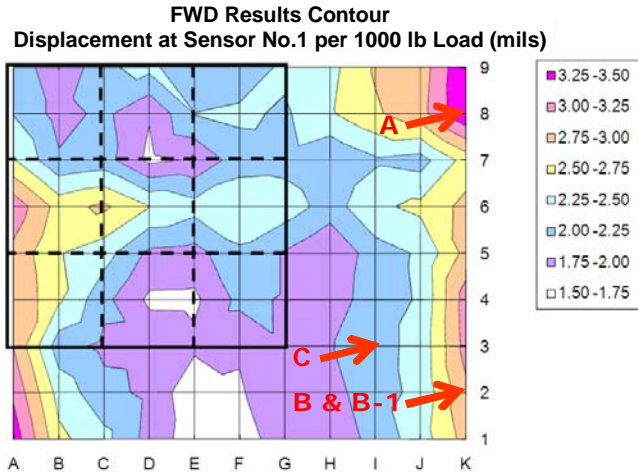 FWD Results Contour
Displacement at Sensor No.1 per 1000 lb Load (mils)
9
8
7
6
5
4
3
2
1
A
C
B & B-1
A B C D E F G H I J K
3.25 -3.50
3.00 -3.25
2.75 -3.00
2.50 -2.75
2.25 -2.50
2.00 -2.25
1.75 -2.00
1.50 -1.75